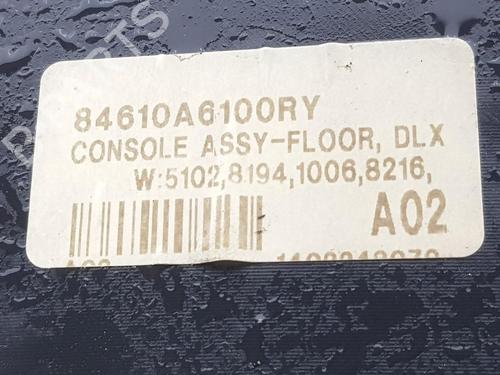 84610A6100RY
CONSOLE ASSY-FLOOR, DLX
W:5102,8194,1006,8216,
A02